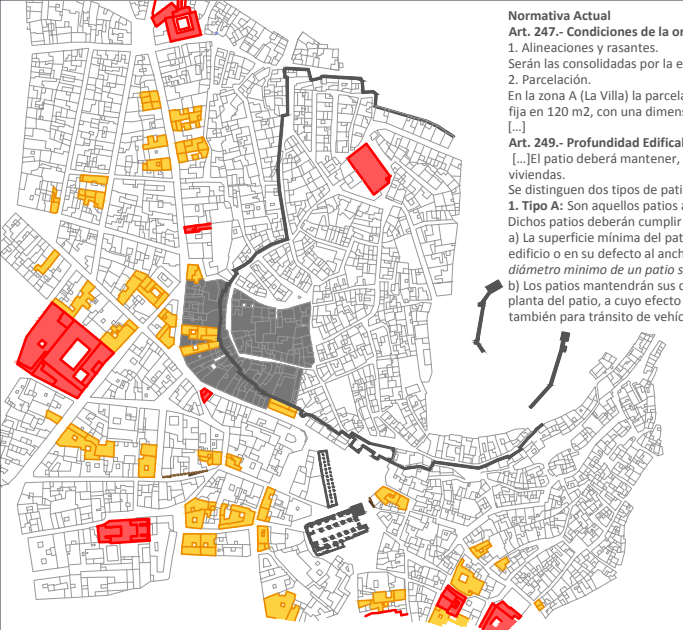 Normativa Actual
Art. 247.- Condiciones de la or
1. Alineaciones y rasantes.
Serán las consolidadas por la e
2. Parcelación.
En la zona A (La Villa) la parcela
fija en 120 m2, con una dimens
[...]
Art. 249.- Profundidad Edifical
[...]El patio deberá mantener,
viviendas.
Se distinguen dos tipos de pati
1. Tipo A: Son aquellos patios a
Dichos patios deberán cumplir
a) La superficie mínima del pat
edificio o en su defecto al anch
diámetro minimo de un patio s
b) Los patios mantendrán sus d
planta del patio, a cuyo efecto
también para tránsito de vehíc